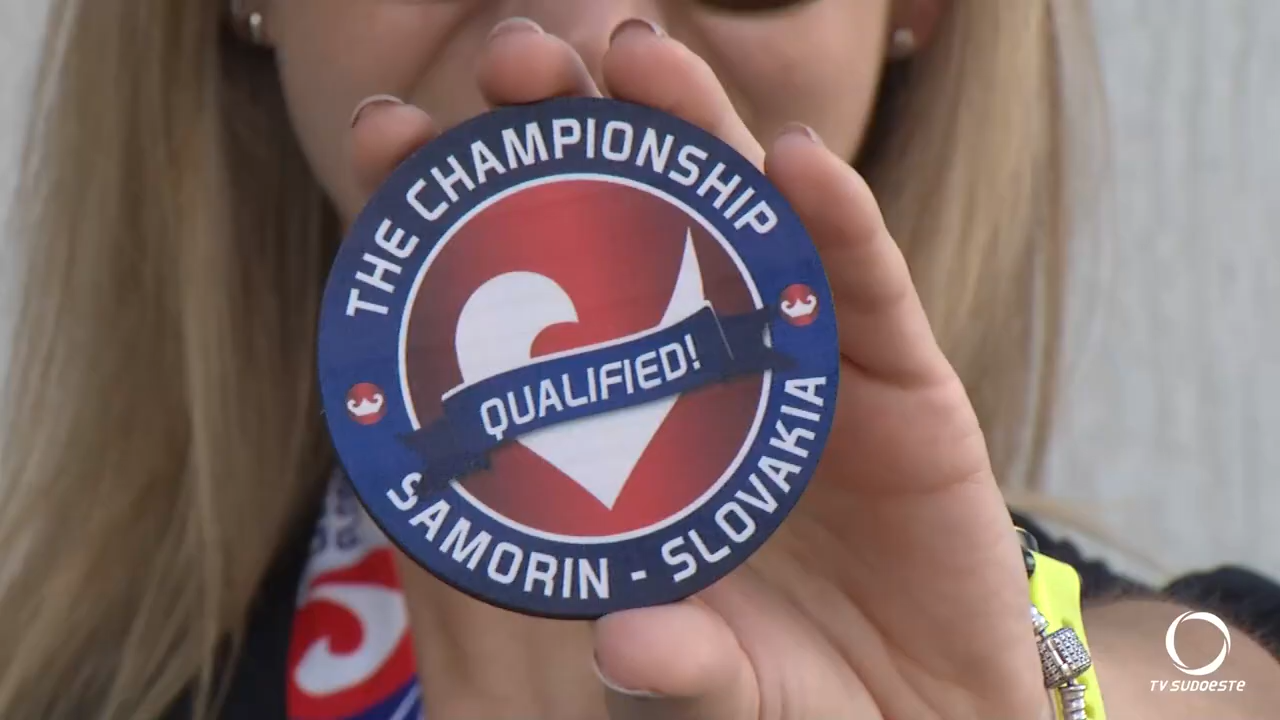 THE CHAMPIONSHIP
QUALIFIED!
SAMORIN - SLOVAKIA
TV SUDOESTE